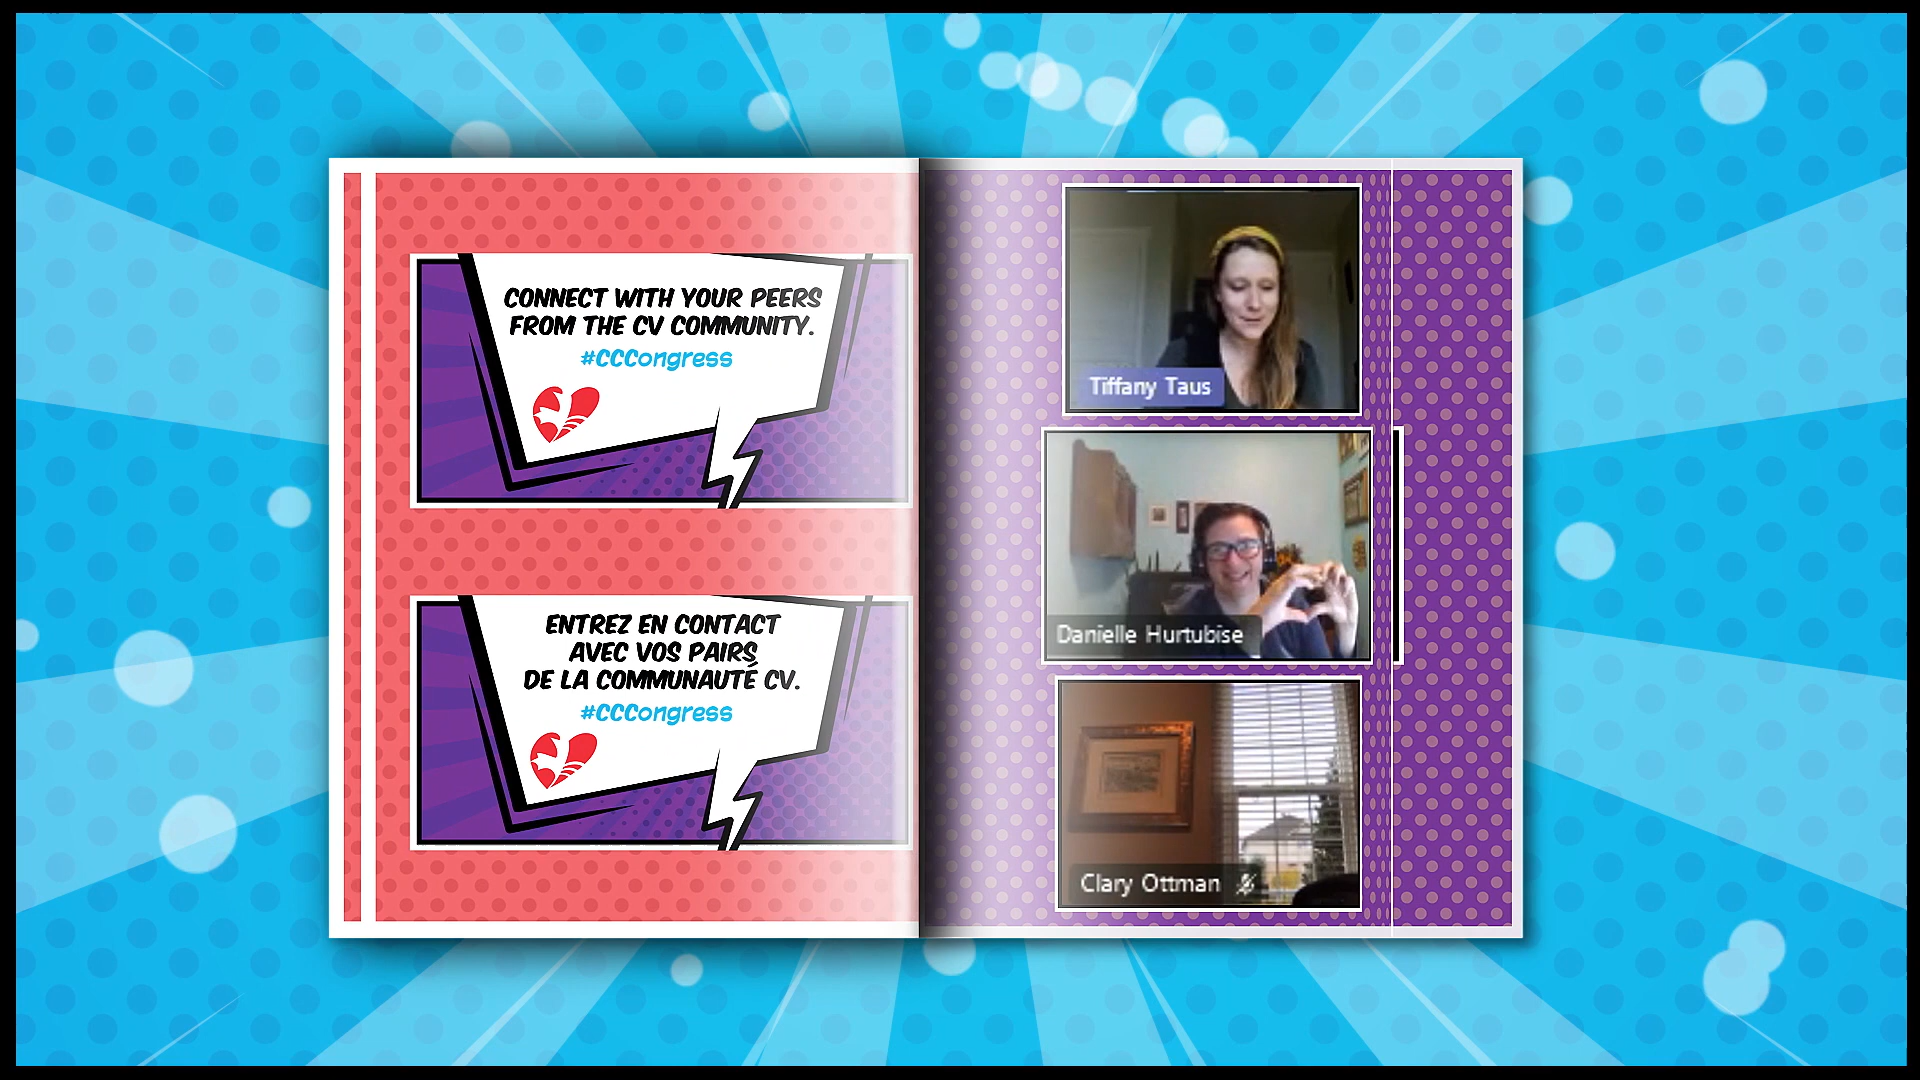 CONNECT WITH YOUR PEERS
FROM THE CV COMMUNITY.
#CCCongress
ENTREZ EN CONTACT
AVEC VOS PAIRS
DE LA COMMUNAUTÉ CV.
#CCCongress
Tiffany Taus
Danielle Hurtubise
Clary Ottman